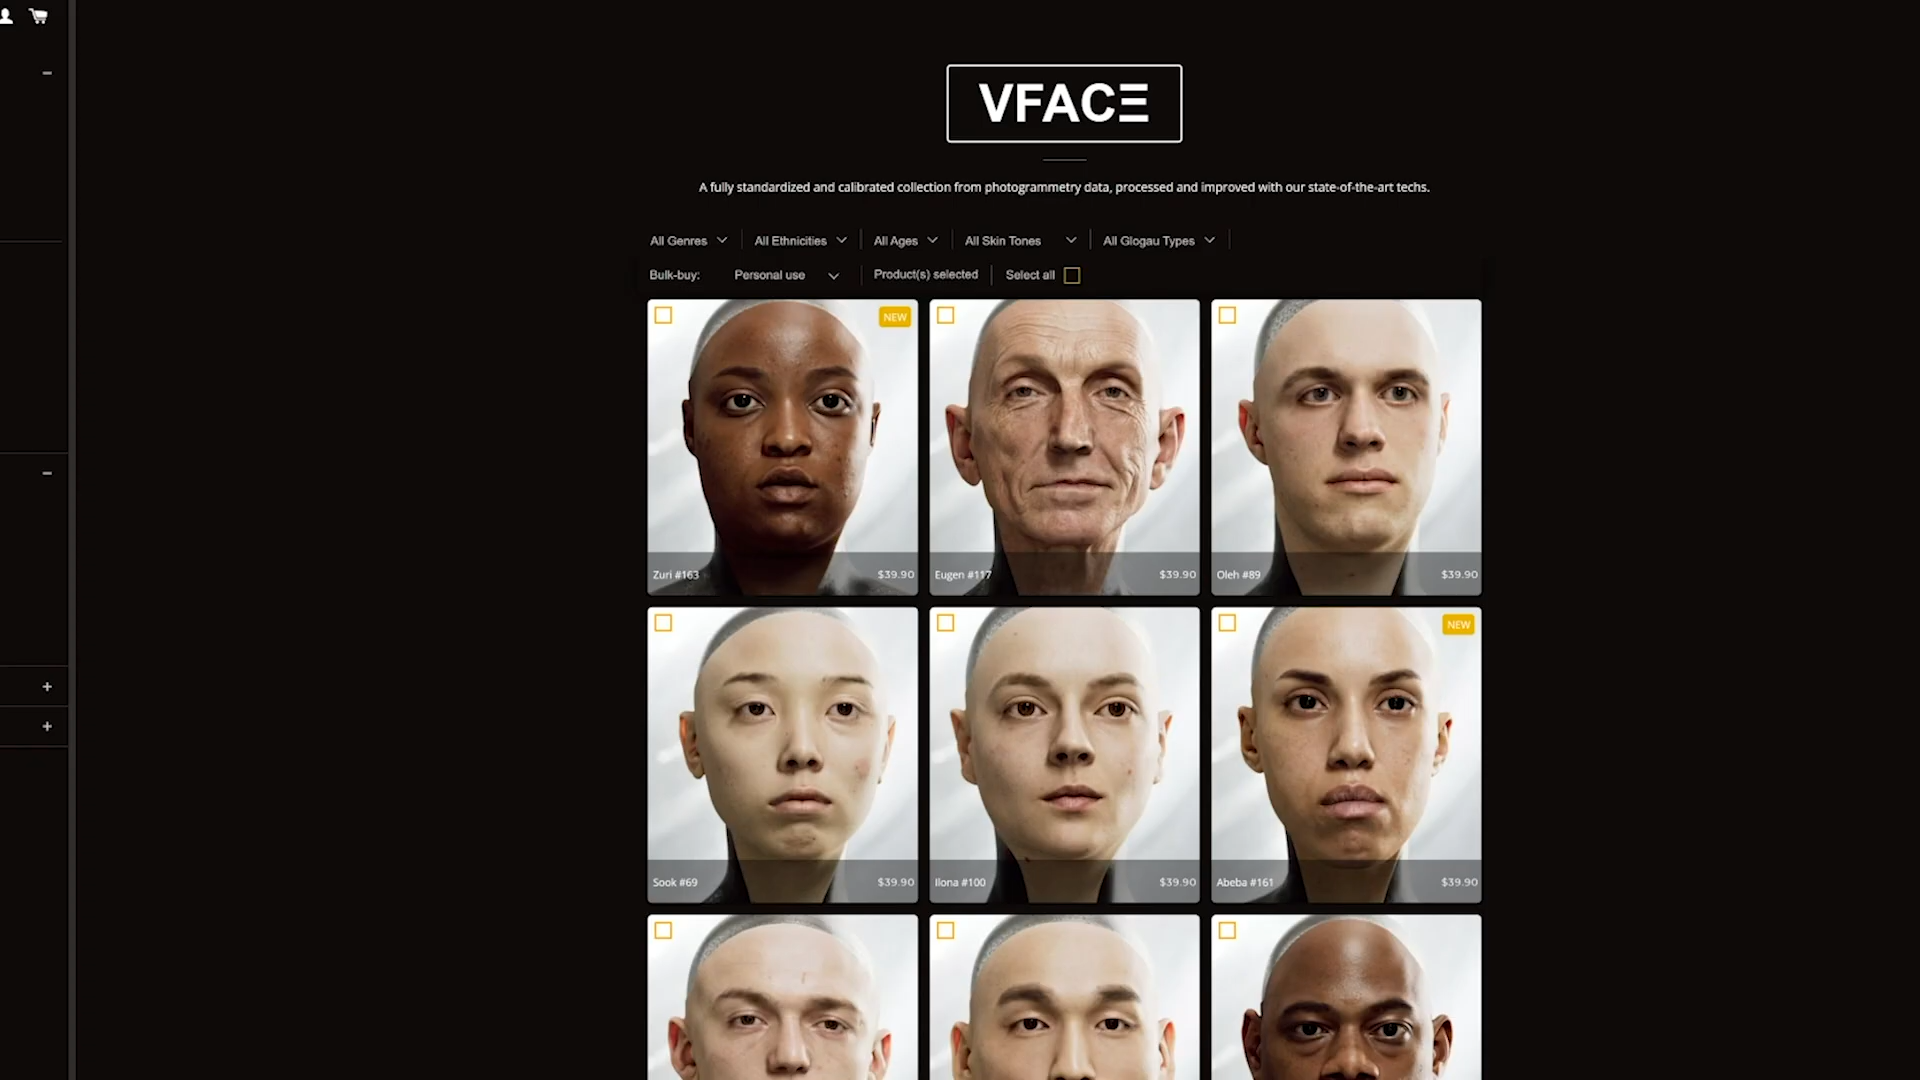 VFACE
A fully standardized and calibrated collection from photogrammetry data, processed and improved with our state-of-the-art techs.
All Genres All Ethnicities All Ages All Skin Tones All Glogau Types
Bulk-buy: Personal use Product(s) selected Select all
NEW
Zuri #163 $39.90 Eugen #117 $39.90 Oleh #89 $39.90
NEW
Sook #69 $39.90 Ilona #100 $39.90 Abeba #161 $39.90